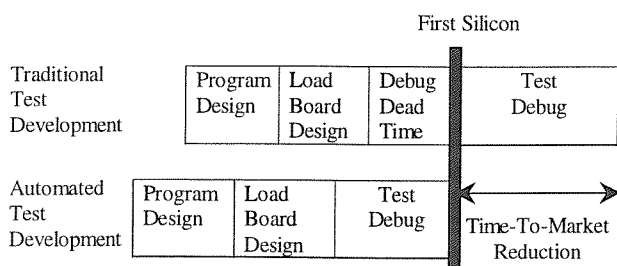 First Silicon
Traditional
Test
Development
Program
Design
Load
Board
Design
Debug
Dead
Time
Test
Debug
Automated
Test
Development
Program
Design
Load
Board
Design
Test
Debug
Time-To-Market
Reduction